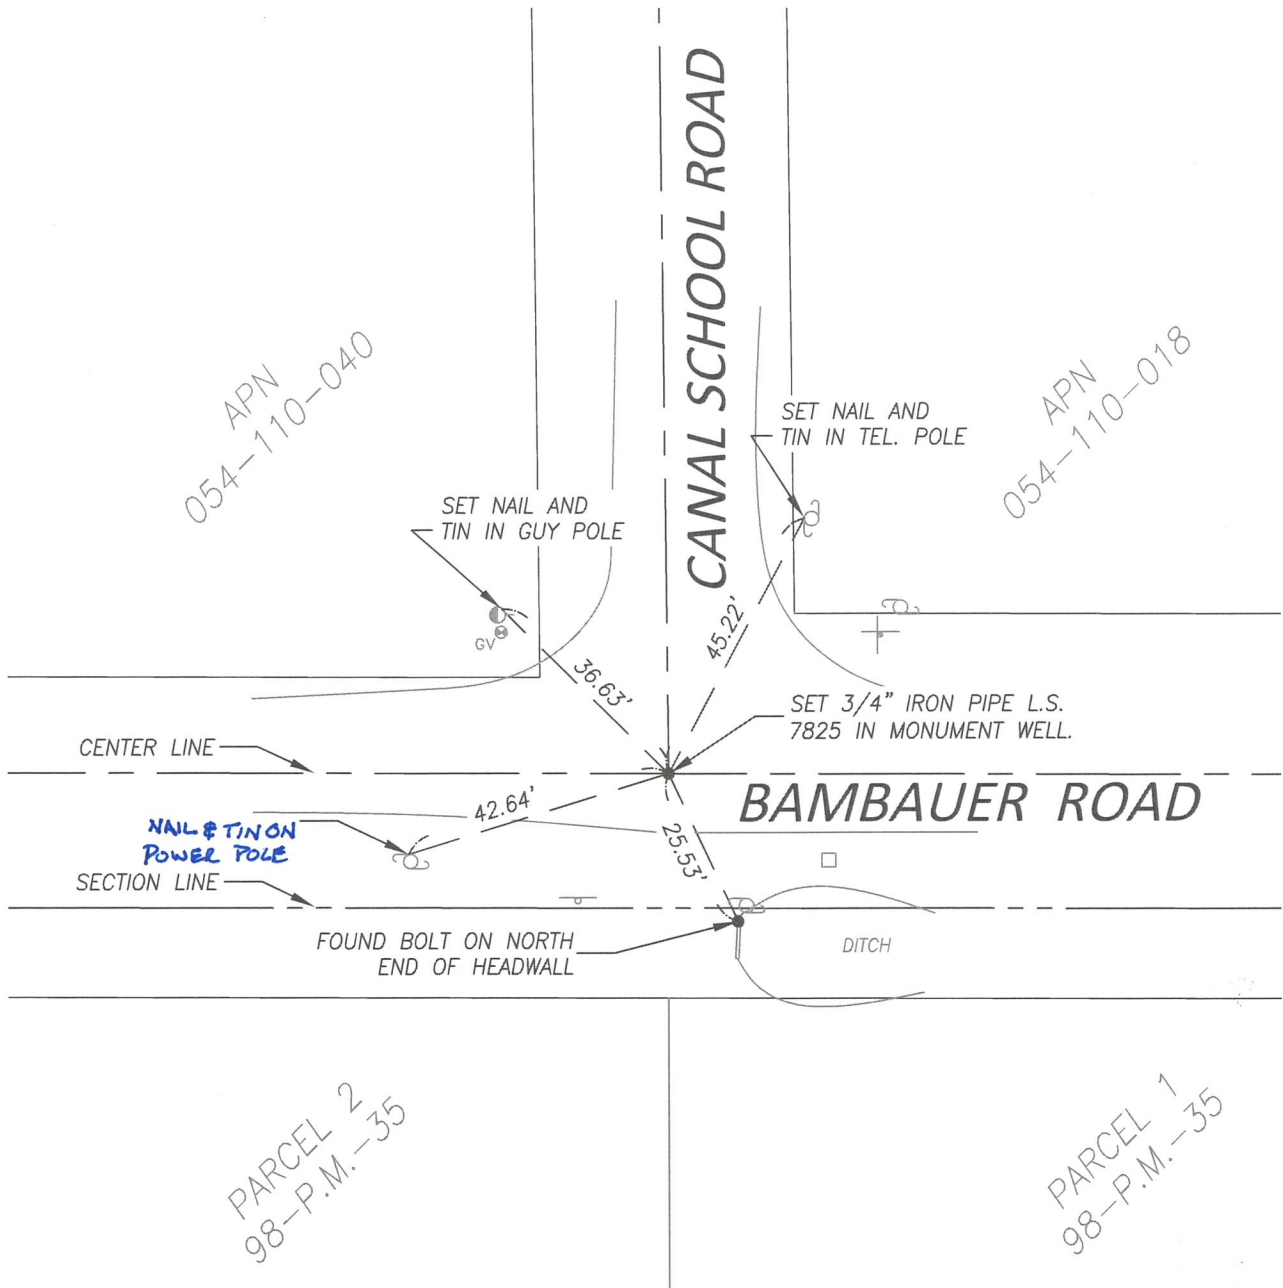 CANAL SCHOOL ROAD
APN
054-110-040
APN
054-110-018
SET NAIL AND
TIN IN TEL. POLE
SET NAIL AND
TIN IN GUY POLE
GV
36.63'
45.22'
SET 3/4" IRON PIPE L.S.
7825 IN MONUMENT WELL.
CENTER LINE
BAMBAUER ROAD
42.64'
NAIL & TIN ON
POWER POLE
25.53'
SECTION LINE
FOUND BOLT ON NORTH
END OF HEADWALL
DITCH
PARCEL 2
98-P.M.-35
PARCEL 1
98-P.M.-35